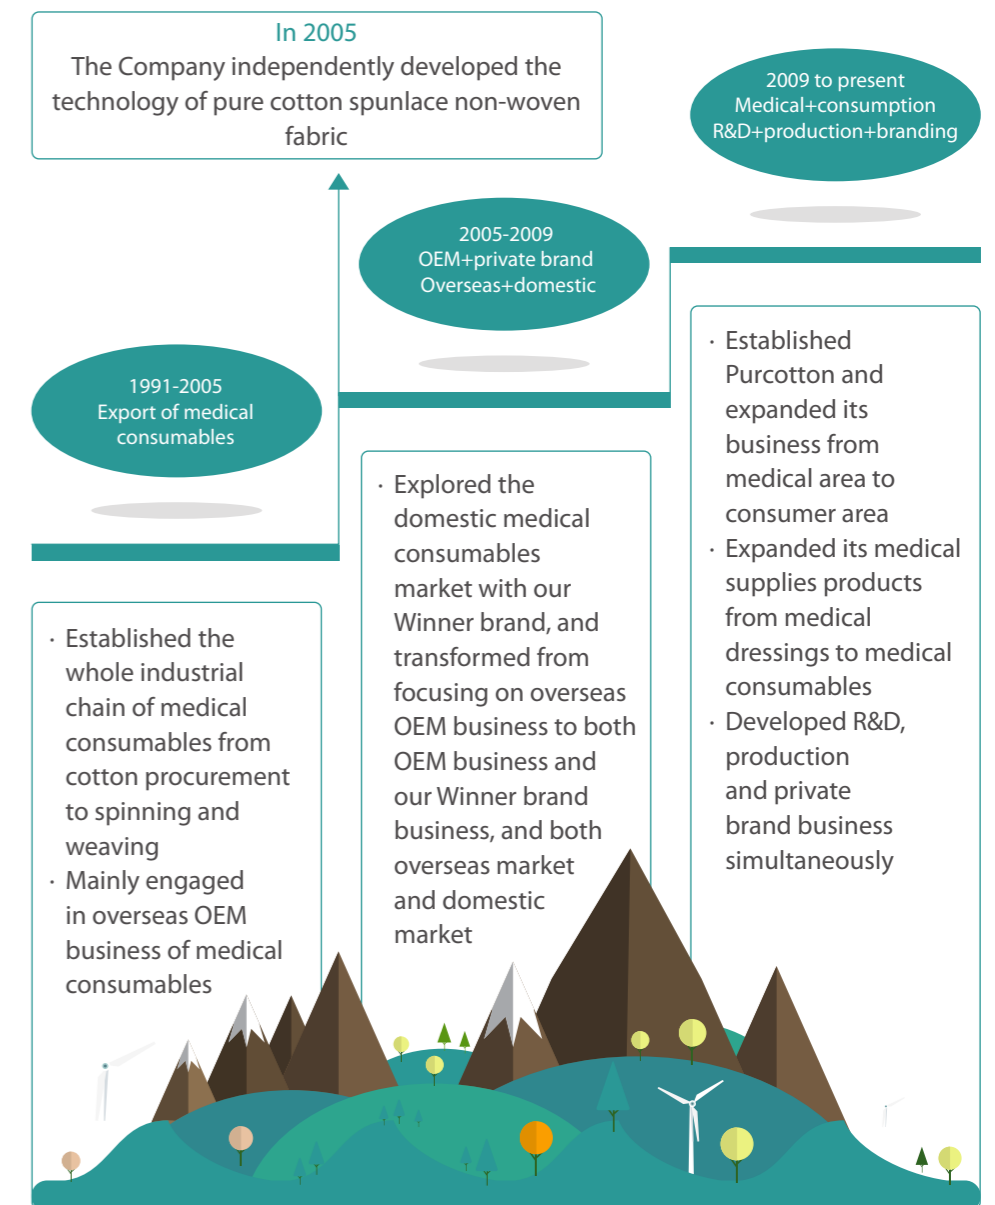 In 2005
The Company independently developed the
technology of pure cotton spunlace non-woven
fabric
1991-2005
Export of medical
consumables
· Established the
whole industrial
chain of medical
consumables from
cotton procurement
to spinning and
weaving
· Mainly engaged
in overseas OEM
business of medical
consumables
2005-2009
OEM+private brand
Overseas+domestic
· Explored the
domestic medical
consumables
market with our
Winner brand, and
transformed from
focusing on overseas
OEM business to both
OEM business and
our Winner brand
business, and both
overseas market
and domestic
market
2009 to present
Medical+consumption
R&D+production+branding
· Established
Purcotton and
expanded its
business from
medical area to
consumer area
· Expanded its medical
supplies products
from medical
dressings to medical
consumables
· Developed R&D,
production
and private
brand business
simultaneously